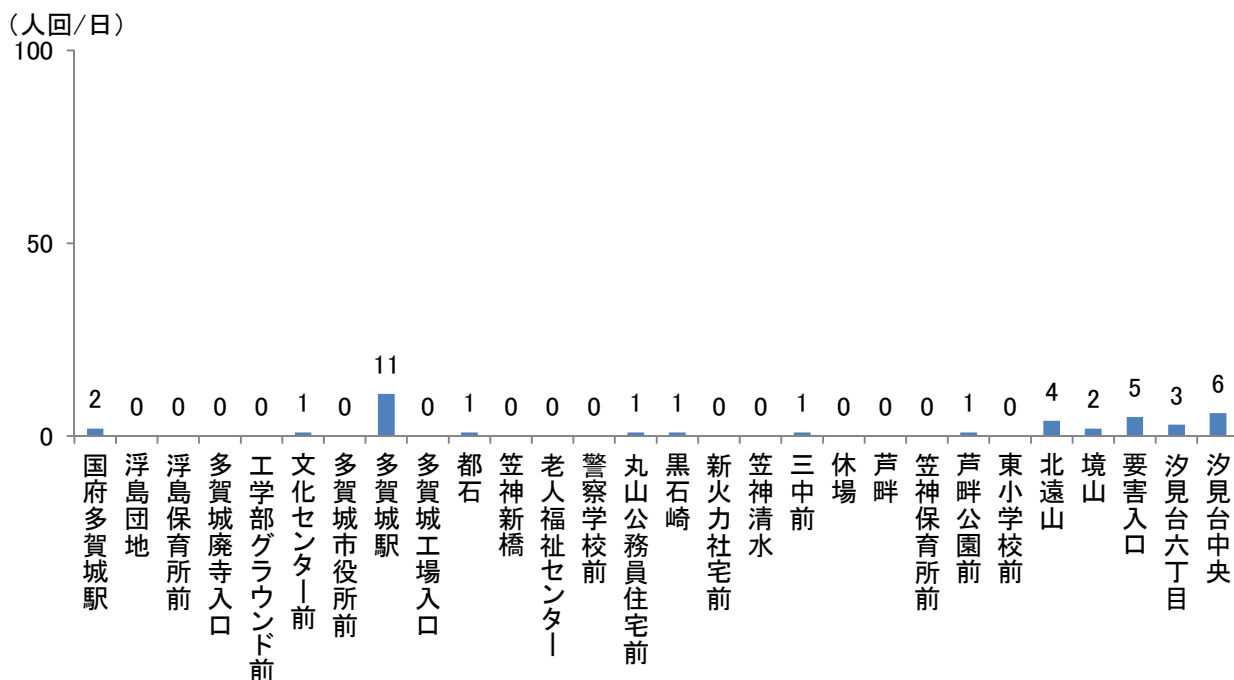 （人回/日）
100
50
0
2
0
0
0
0
1
0
11
0
1
0
0
0
1
1
0
0
1
0
0
0
1
0
4
2
5
3
6
国府多賀城駅
浮島団地
浮島保育所前
多賀城廃寺入口
工学部グラウンド前
文化センター前
多賀城市役所前
多賀城駅
多賀城工場入口
都石
笠神新橋
老人福祉センター
警察学校前
丸山公務員住宅前
黒石崎
新火力社宅前
笠神清水
三中前
休場
芦畔
笠神保育所前
芦畔公園前
東小学校前
北遠山
境山
要害入口
汐見台六丁目
汐見台中央